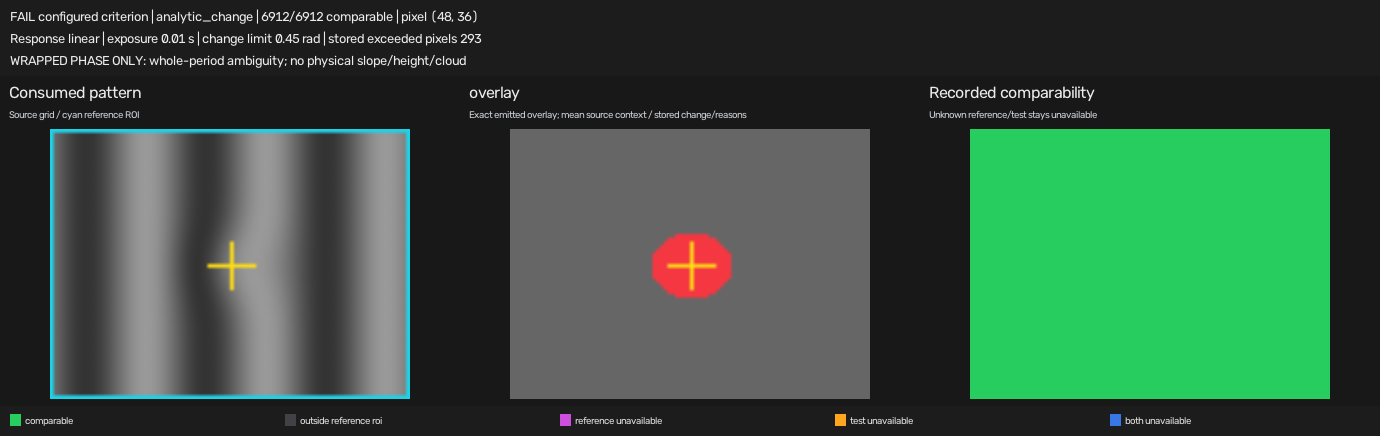 FAIL configured criterion | analytic_change | 6912/6912 comparable | pixel (48, 36)
Response linear | exposure 0.01 s | change limit 0.45 rad | stored exceeded pixels 293
WRAPPED PHASE ONLY: whole-period ambiguity; no physical slope/height/cloud
Consumed pattern
Source grid / cyan reference ROI
overlay
Exact emitted overlay; mean source context / stored change/reasons
Recorded comparability
Unknown reference/test stays unavailable
comparable
outside reference roi
reference unavailable
test unavailable
both unavailable